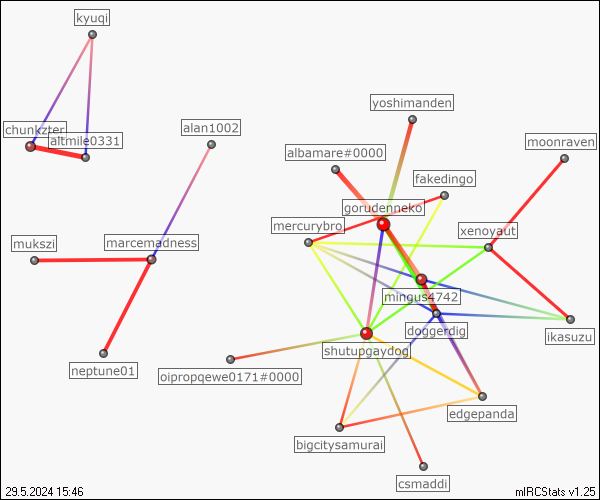 kyuqi
yoshimanden
chunkzter
altmile0331
alan1002
moonraven
albamare#0000
fakedingo
gorudenneko
mercurybro
xenoyaut
mukszi
marcemadness
mingus4742
doggerdig
ikasuzu
shutupgaydog
neptune01
oipropqewe0171#0000
edgepanda
bigcitysamurai
csmaddi
29.5.2024 15:46
mIRCStats v1.25